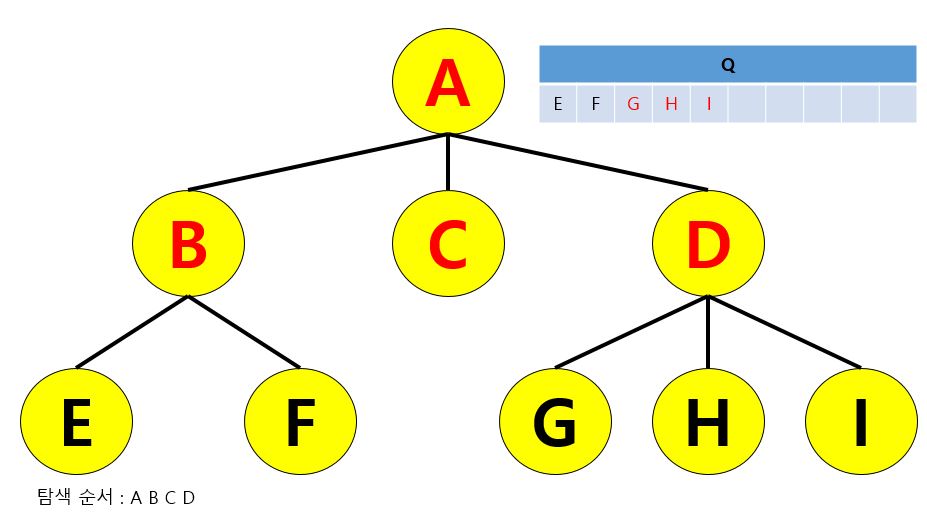 A
Q
E F G H I
B C D
E F G H I
탐색 순서 : A B C D